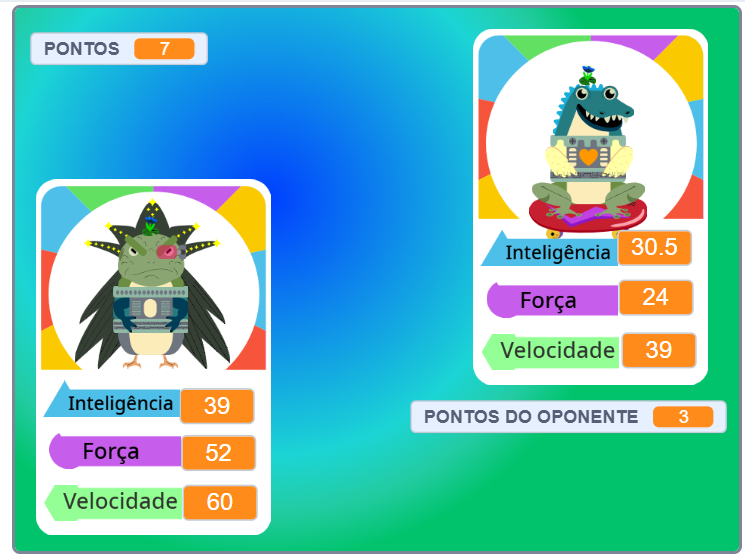 PONTOS 7
Inteligência 30.5
Força 24
Velocidade 39
Inteligência 39
Força 52
Velocidade 60
PONTOS DO OPONENTE 3